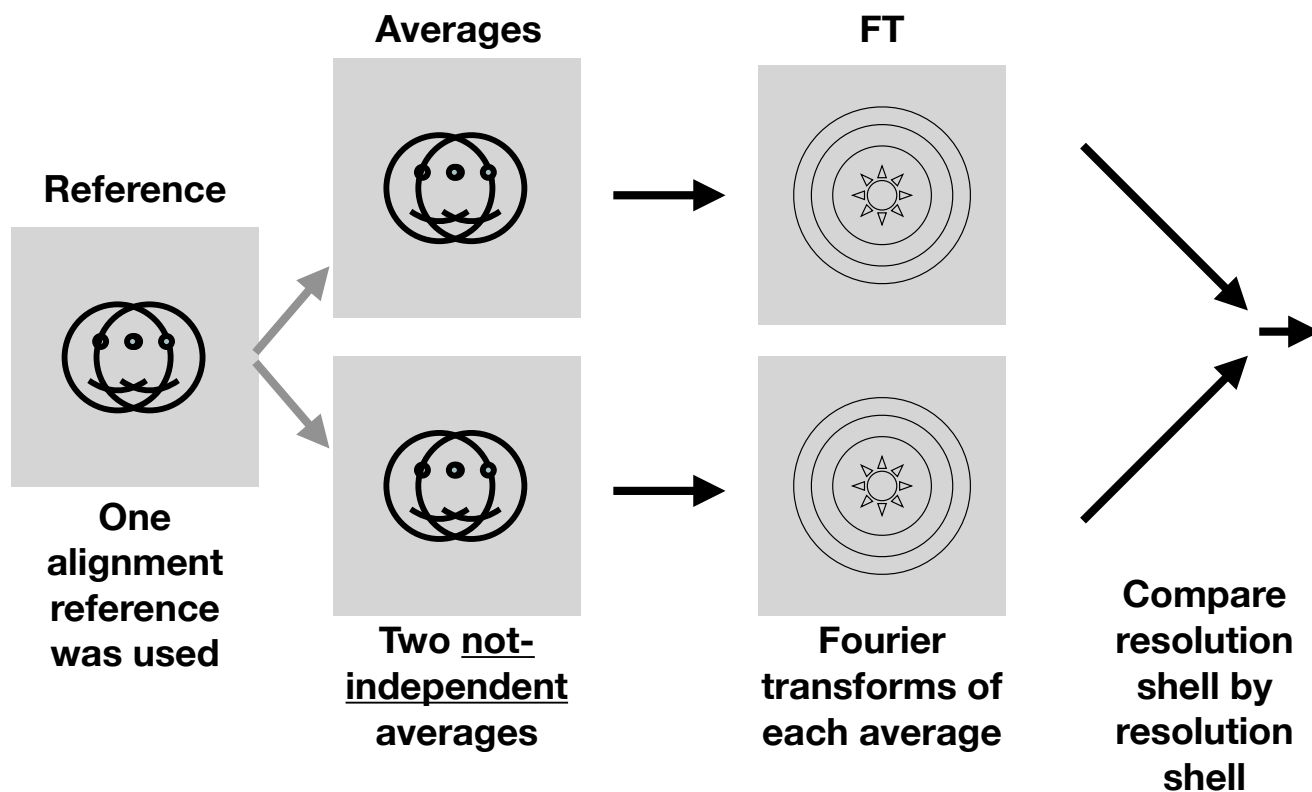 Averages
FT
Reference
One
alignment
reference
was used
Two not-
independent
averages
Fourier
transforms of
each average
Compare
resolution
shell by
resolution
shell